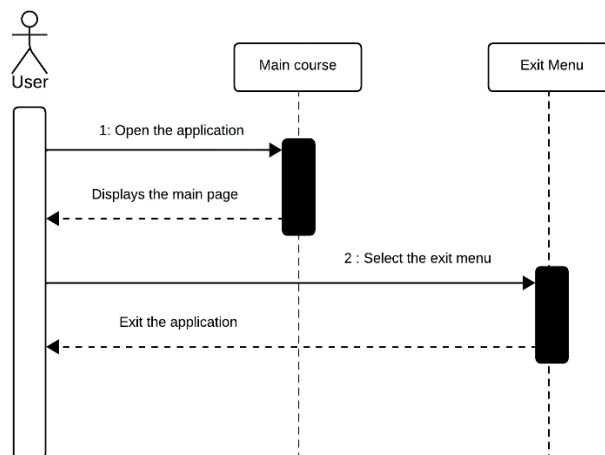 User
Main course
Exit Menu
1: Open the application
Displays the main page
2 : Select the exit menu
Exit the application